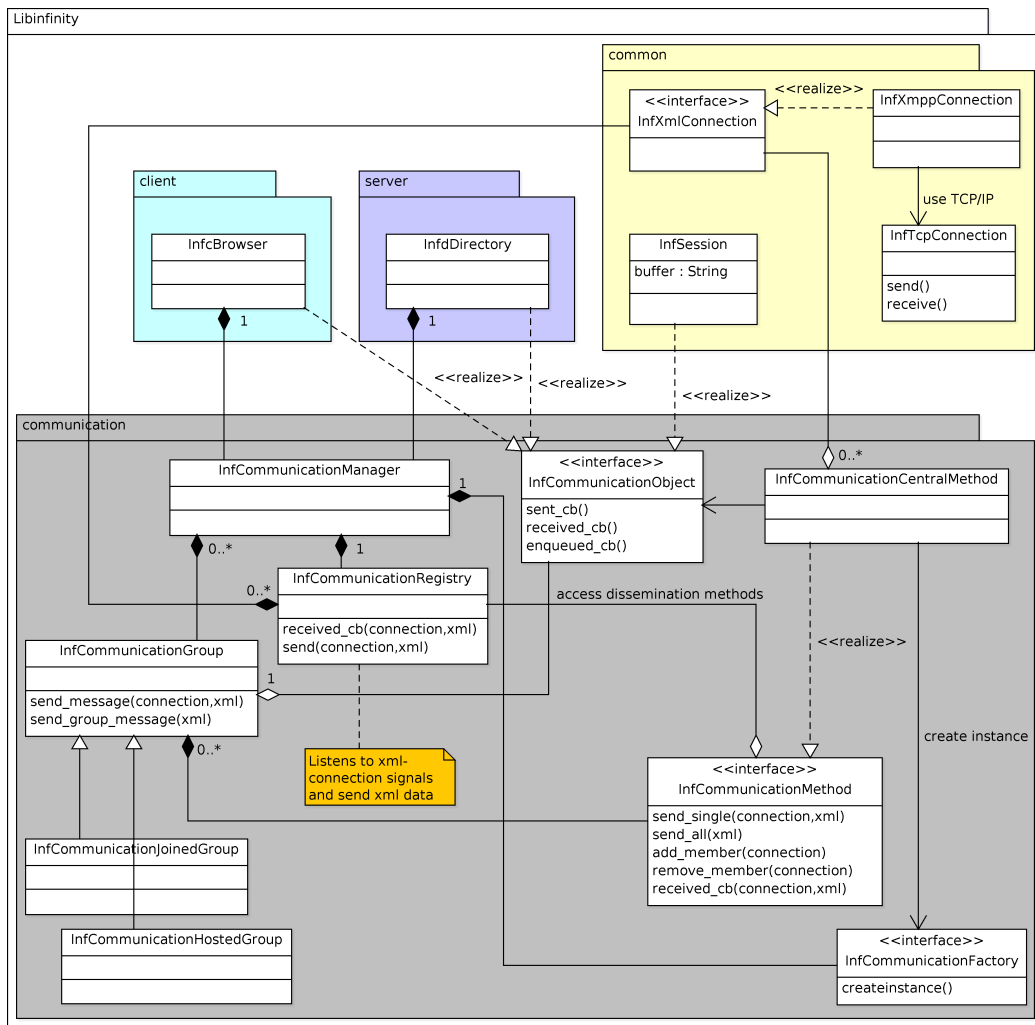 Libinfinity
common
<<realize>>
<<interface>>
InfXmlConnection
InfXmppConnection
client
server
use TCP/IP
InfcBrowser
InfdDirectory
InfSession
buffer : String
InfTcpConnection
send()
receive()
1
1
<<realize>>
<<realize>>
<<realize>>
communication
InfCommunicationManager
1
<<interface>>
InfCommunicationObject
sent_cb()
received_cb()
enqueued_cb()
0..*
InfCommunicationCentralMethod
0..*
1
InfCommunicationRegistry
0..*
received_cb(connection,xml)
send(connection,xml)
access dissemination methods
<<realize>>
InfCommunicationGroup
send_message(connection,xml)
send_group_message(xml)
1
0..*
Listens to xml-
connection signals
and send xml data
create instance
<<interface>>
InfCommunicationMethod
send_single(connection,xml)
send_all(xml)
add_member(connection)
remove_member(connection)
received_cb(connection,xml)
InfCommunicationJoinedGroup
InfCommunicationHostedGroup
<<interface>>
InfCommunicationFactory
createinstance()